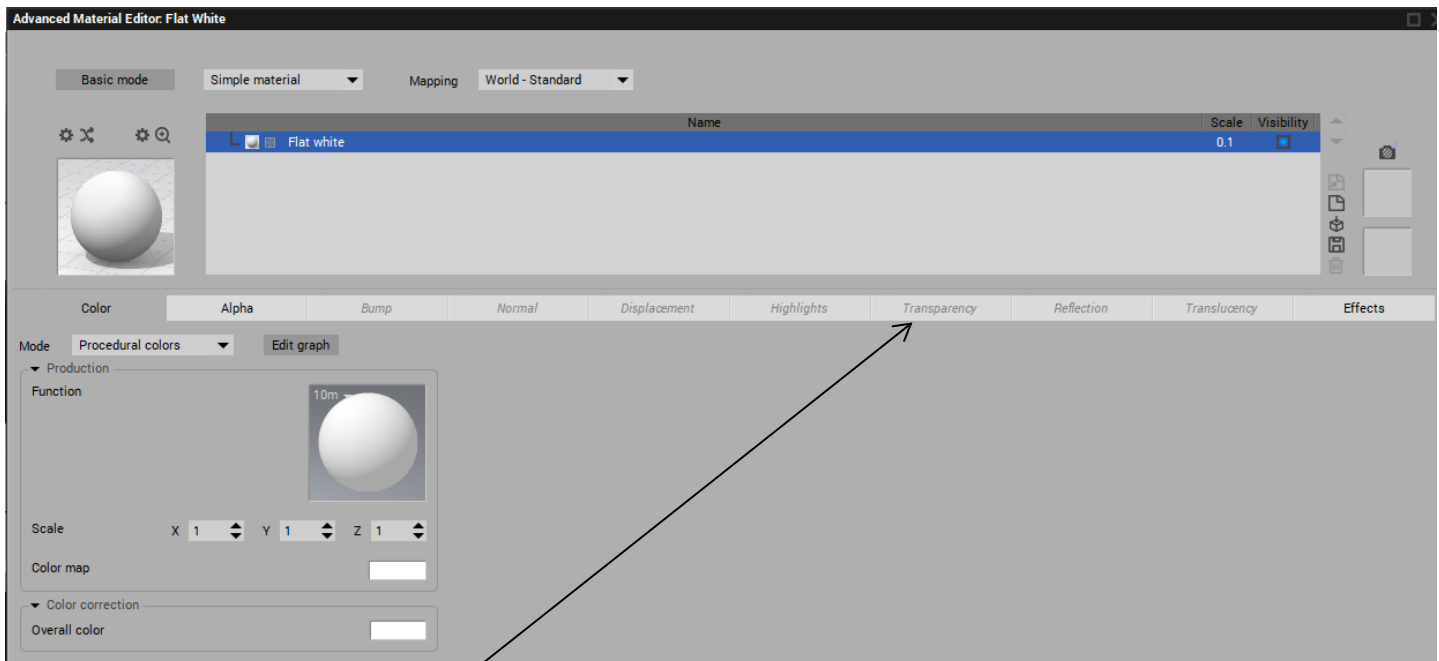 Advanced Material Editor: Flat White
Basic mode Simple material Mapping World - Standard
Name Scale Visibility
Flat white 0.1
Color Alpha Bump Normal Displacement Highlights Transparency Reflection Translucency Effects
Mode Procedural colors Edit graph
Production
Function
10m
Scale X 1 Y 1 Z 1
Color map
Color correction
Overall color